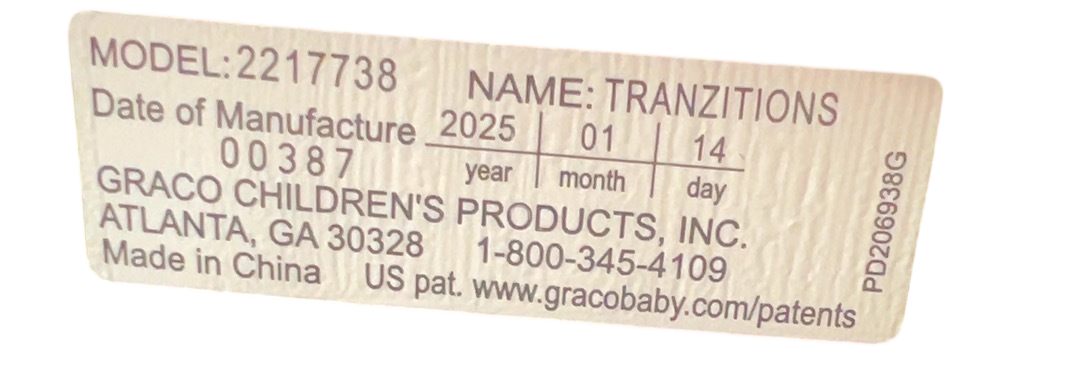 MODEL:2217738 NAME: TRANZITIONS
Date of Manufacture 2025 01 14
00387 year month day
GRACO CHILDREN'S PRODUCTS, INC.
ATLANTA, GA 30328 1-800-345-4109
Made in China US pat. www.gracobaby.com/patents
PD206938G